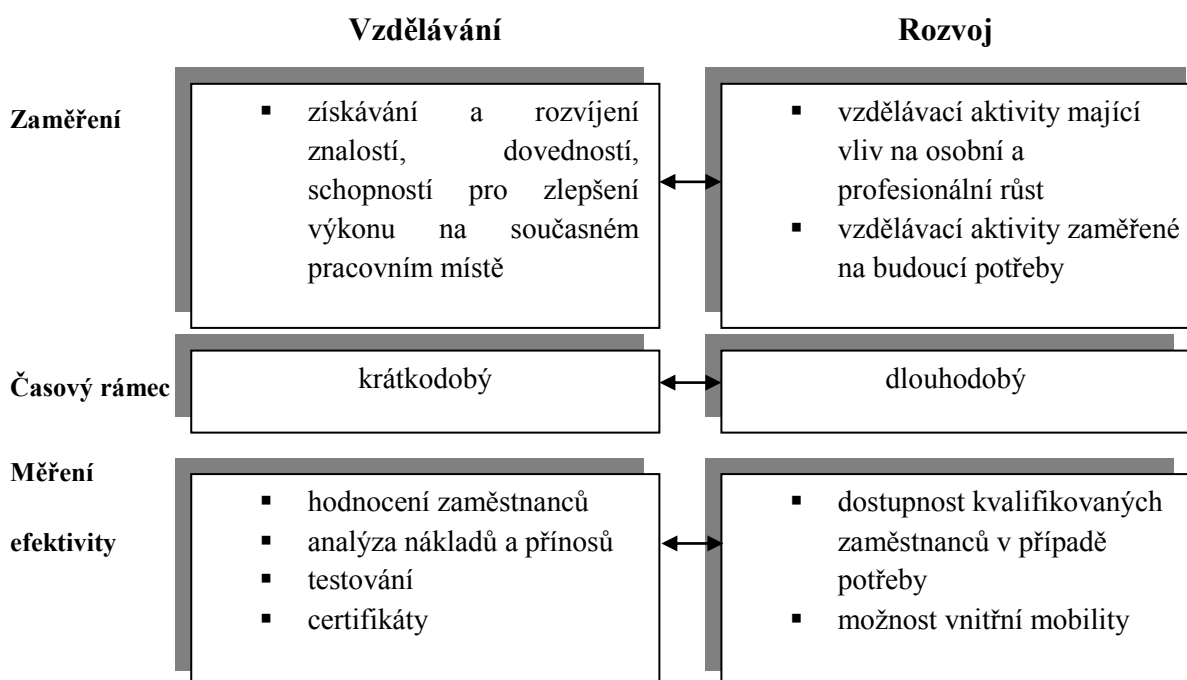 Vzdělávání
Rozvoj
Zaměření
▪ získávání a rozvíjení
znalostí, dovedností,
schopností pro zlepšení
výkonu na současném
pracovním místě
▪ vzdělávací aktivity mající
vliv na osobní a
profesionální růst
▪ vzdělávací aktivity zaměřené
na budoucí potřeby
Časový rámec
krátkodobý
dlouhodobý
Měření
efektivity
▪ hodnocení zaměstnanců
▪ analýza nákladů a přínosů
▪ testování
▪ certifikáty
▪ dostupnost kvalifikovaných
zaměstnanců v případě
potřeby
▪ možnost vnitřní mobility